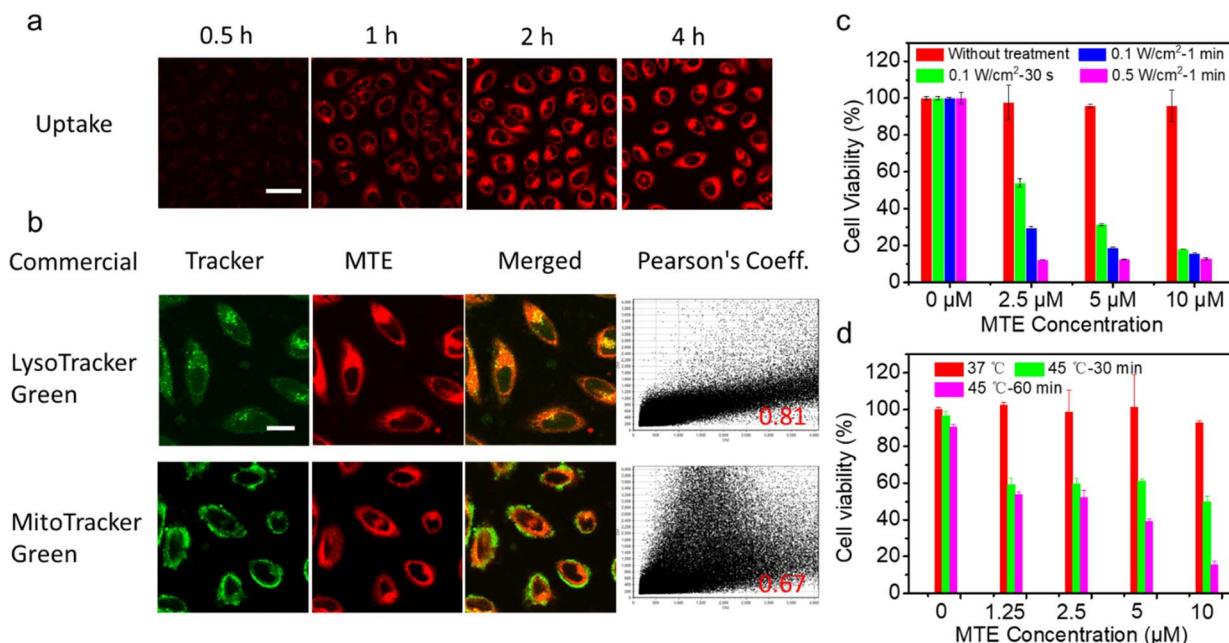 a
0.5 h 1 h 2 h 4 h
Uptake
b
Commercial Tracker MTE Merged Pearson's Coeff.
LysoTracker
Green
0.81
MitoTracker
Green
0.67
c
120
100
80
60
40
20
0
Cell Viability (%)
Without treatment 0.1 W/cm²-1 min
0.1 W/cm²-30 s 0.5 W/cm²-1 min
0 µM 2.5 µM 5 µM 10 µM
MTE Concentration
d
120
100
80
60
40
20
0
Cell viability (%)
37 ℃ 45 ℃-30 min
45 ℃-60 min
0 1.25 2.5 5 10
MTE Concentration (µM)